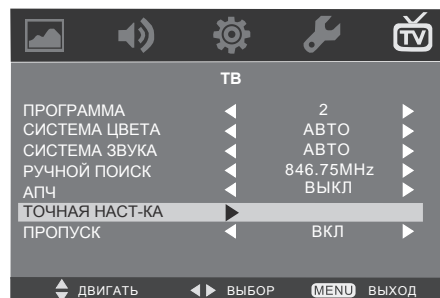 TV
ТВ
ПРОГРАММА 2
СИСТЕМА ЦВЕТА АВТО
СИСТЕМА ЗВУКА АВТО
РУЧНОЙ ПОИСК 846.75MHz
АПЧ ВЫКЛ
ТОЧНАЯ НАСТ-КА
ПРОПУСК ВКЛ
ДВИГАТЬ ВЫБОР MENU ВЫХОД